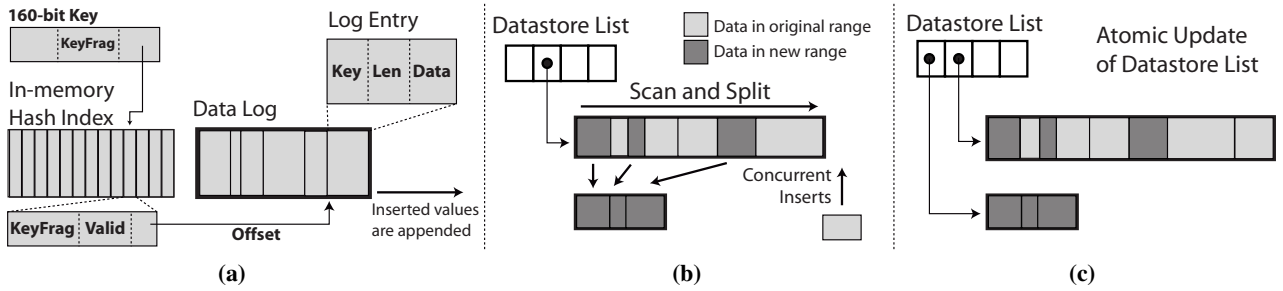 160-bit Key
KeyFrag
In-memory
Hash Index
KeyFrag Valid
Offset
Data Log
Log Entry
Key Len Data
Inserted values
are appended
(a)
Datastore List
Data in original range
Data in new range
Scan and Split
Concurrent
Inserts
(b)
Atomic Update
of Datastore List
(c)